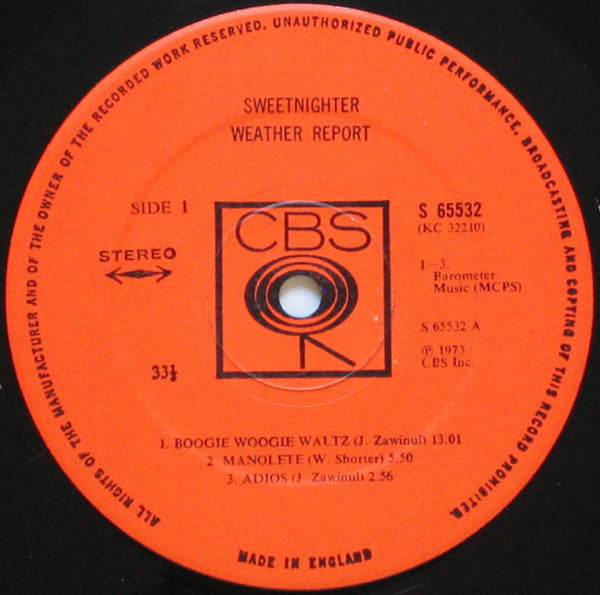 ALL RIGHTS OF THE MANUFACTURER AND OF THE OWNER OF THE RECORDED WORK RESERVED. UNAUTHORIZED PUBLIC PERFORMANCE, BROADCASTING AND COPYING OF THIS RECORD PROHIBITED.
SWEETNIGHTER
WEATHER REPORT
SIDE 1
STEREO
33⅓
CBS
S 65532
(KC 32210)
1—3.
Barometer
Music (MCPS)
S 65532 A
℗ 1973
CBS Inc.
1. BOOGIE WOOGIE WALTZ (J. Zawinul) 13.01
2. MANOLETE (W. Shorter) 5.50
3. ADIOS (J. Zawinul) 2.56
MADE IN ENGLAND